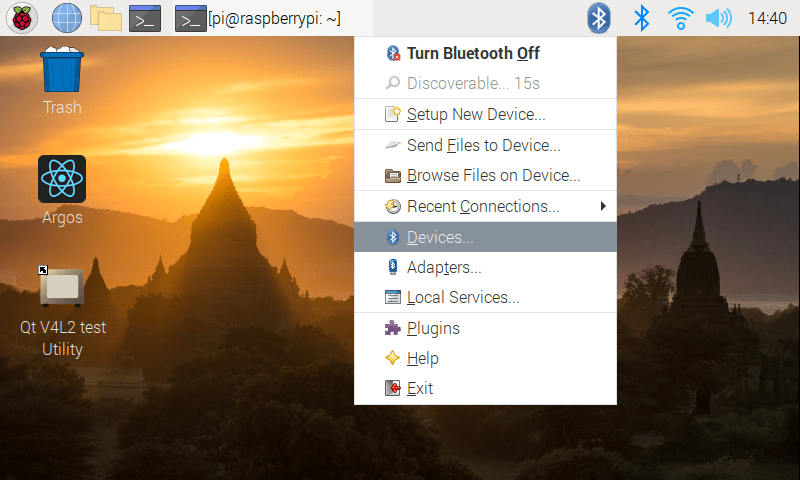 [pi@raspberrypi: ~]
14:40
Trash
Argos
Qt V4L2 test
Utility
Turn Bluetooth Off
Discoverable... 15s
Setup New Device...
Send Files to Device...
Browse Files on Device...
Recent Connections...
Devices...
Adapters...
Local Services...
Plugins
Help
Exit